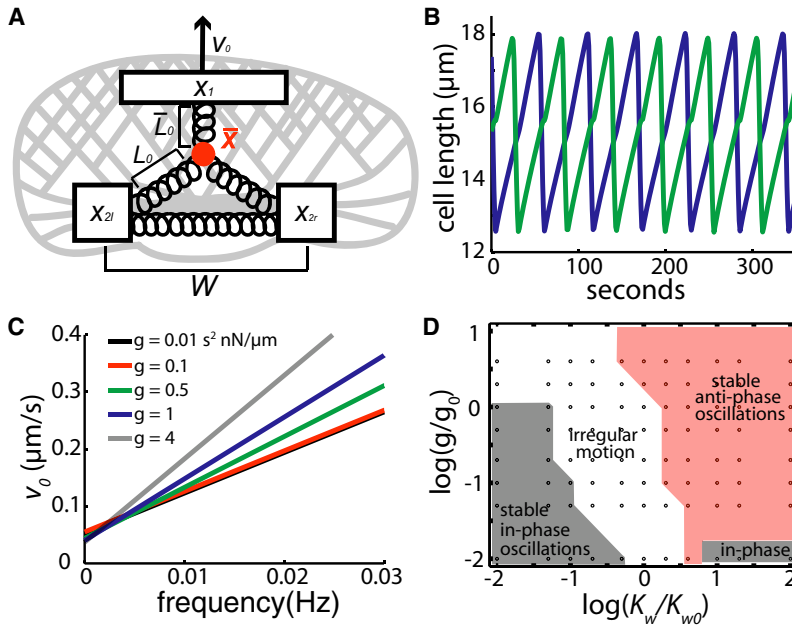 A
v₀
x₁
L̄₀
x̄
L₀
x₂ₗ
x₂ᵣ
W
B
cell length (μm)
18
16
14
12
0
100
200
300
seconds
C
v₀ (μm/s)
0.4
0.3
0.2
0.1
0
g = 0.01 s² nN/μm
g = 0.1
g = 0.5
g = 1
g = 4
0
0.01
0.02
0.03
frequency(Hz)
D
log(g/g₀)
1
0
-1
-2
stable
anti-phase
oscillations
irregular
motion
stable
in-phase
oscillations
in-phase
-2
-1
0
1
2
log(K_w/K_w0)